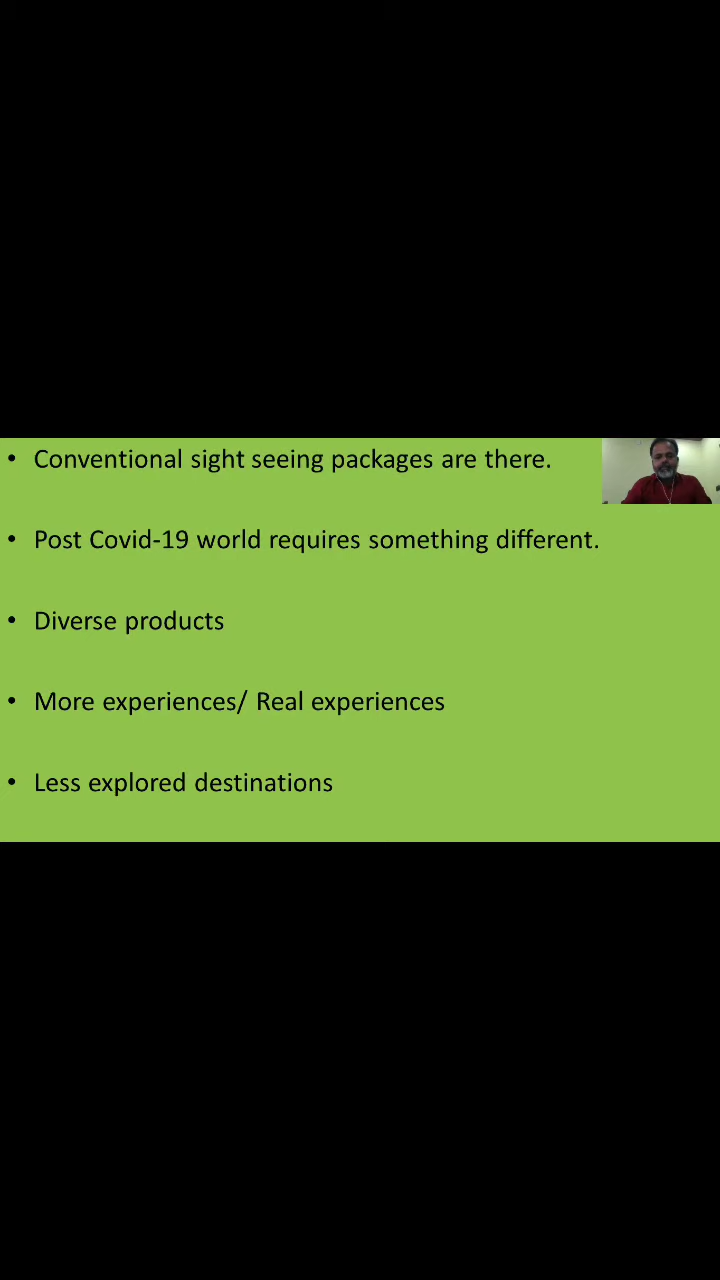 • Conventional sight seeing packages are there.
• Post Covid-19 world requires something different.
• Diverse products
• More experiences/ Real experiences
• Less explored destinations